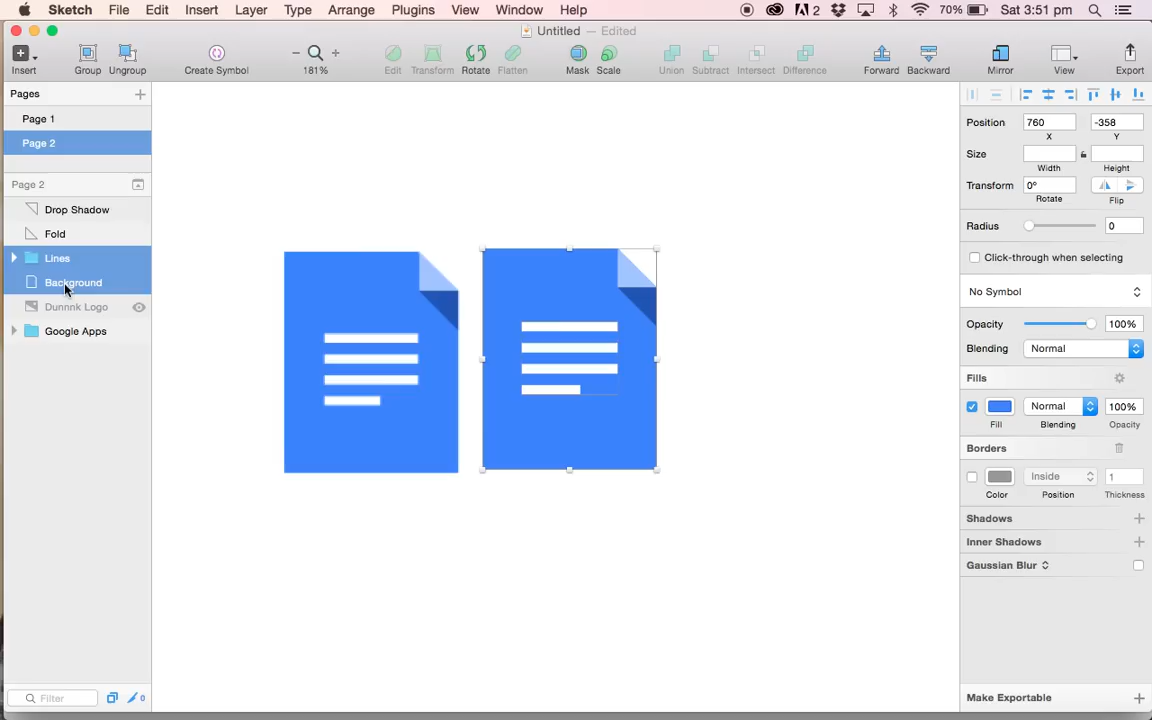 Sketch File Edit Insert Layer Type Arrange Plugins View Window Help 2 70% Sat 3:51 pm
Untitled — Edited
Insert Group Ungroup Create Symbol 181% Edit Transform Rotate Flatten Mask Scale Union Subtract Intersect Difference Forward Backward Mirror View Export
Pages
Page 1
Page 2
Page 2
Drop Shadow
Fold
Lines
Background
Dunnnk Logo
Google Apps
Filter 0
Position 760 -358
X Y
Size
Width Height
Transform 0°
Rotate Flip
Radius 0
Click-through when selecting
No Symbol
Opacity 100%
Blending Normal
Fills
Normal 100%
Fill Blending Opacity
Borders
Inside 1
Color Position Thickness
Shadows
Inner Shadows
Gaussian Blur
Make Exportable